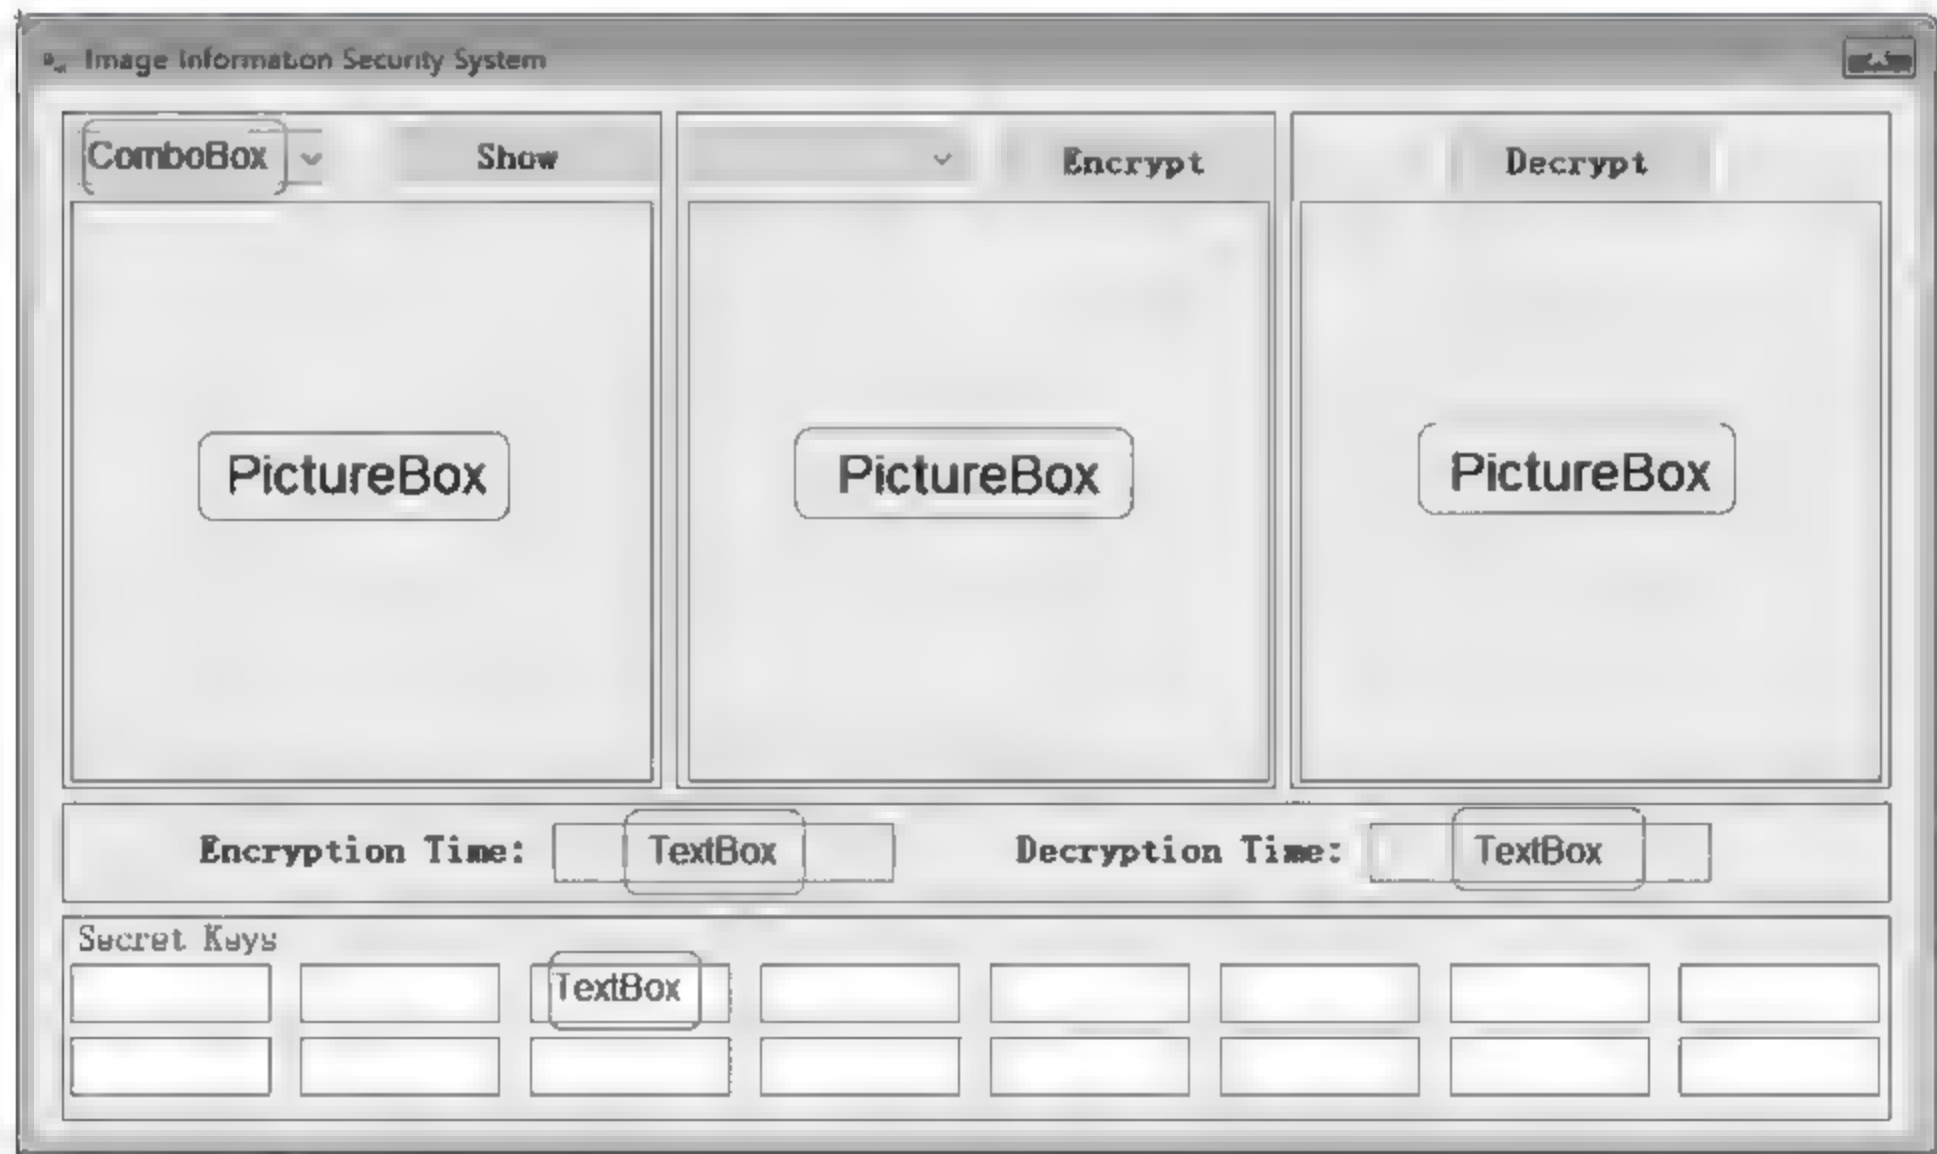 Image Information Security System
ComboBox Show Encrypt Decrypt
PictureBox PictureBox PictureBox
Encryption Time: TextBox Decryption Time: TextBox
Secret Keys
TextBox